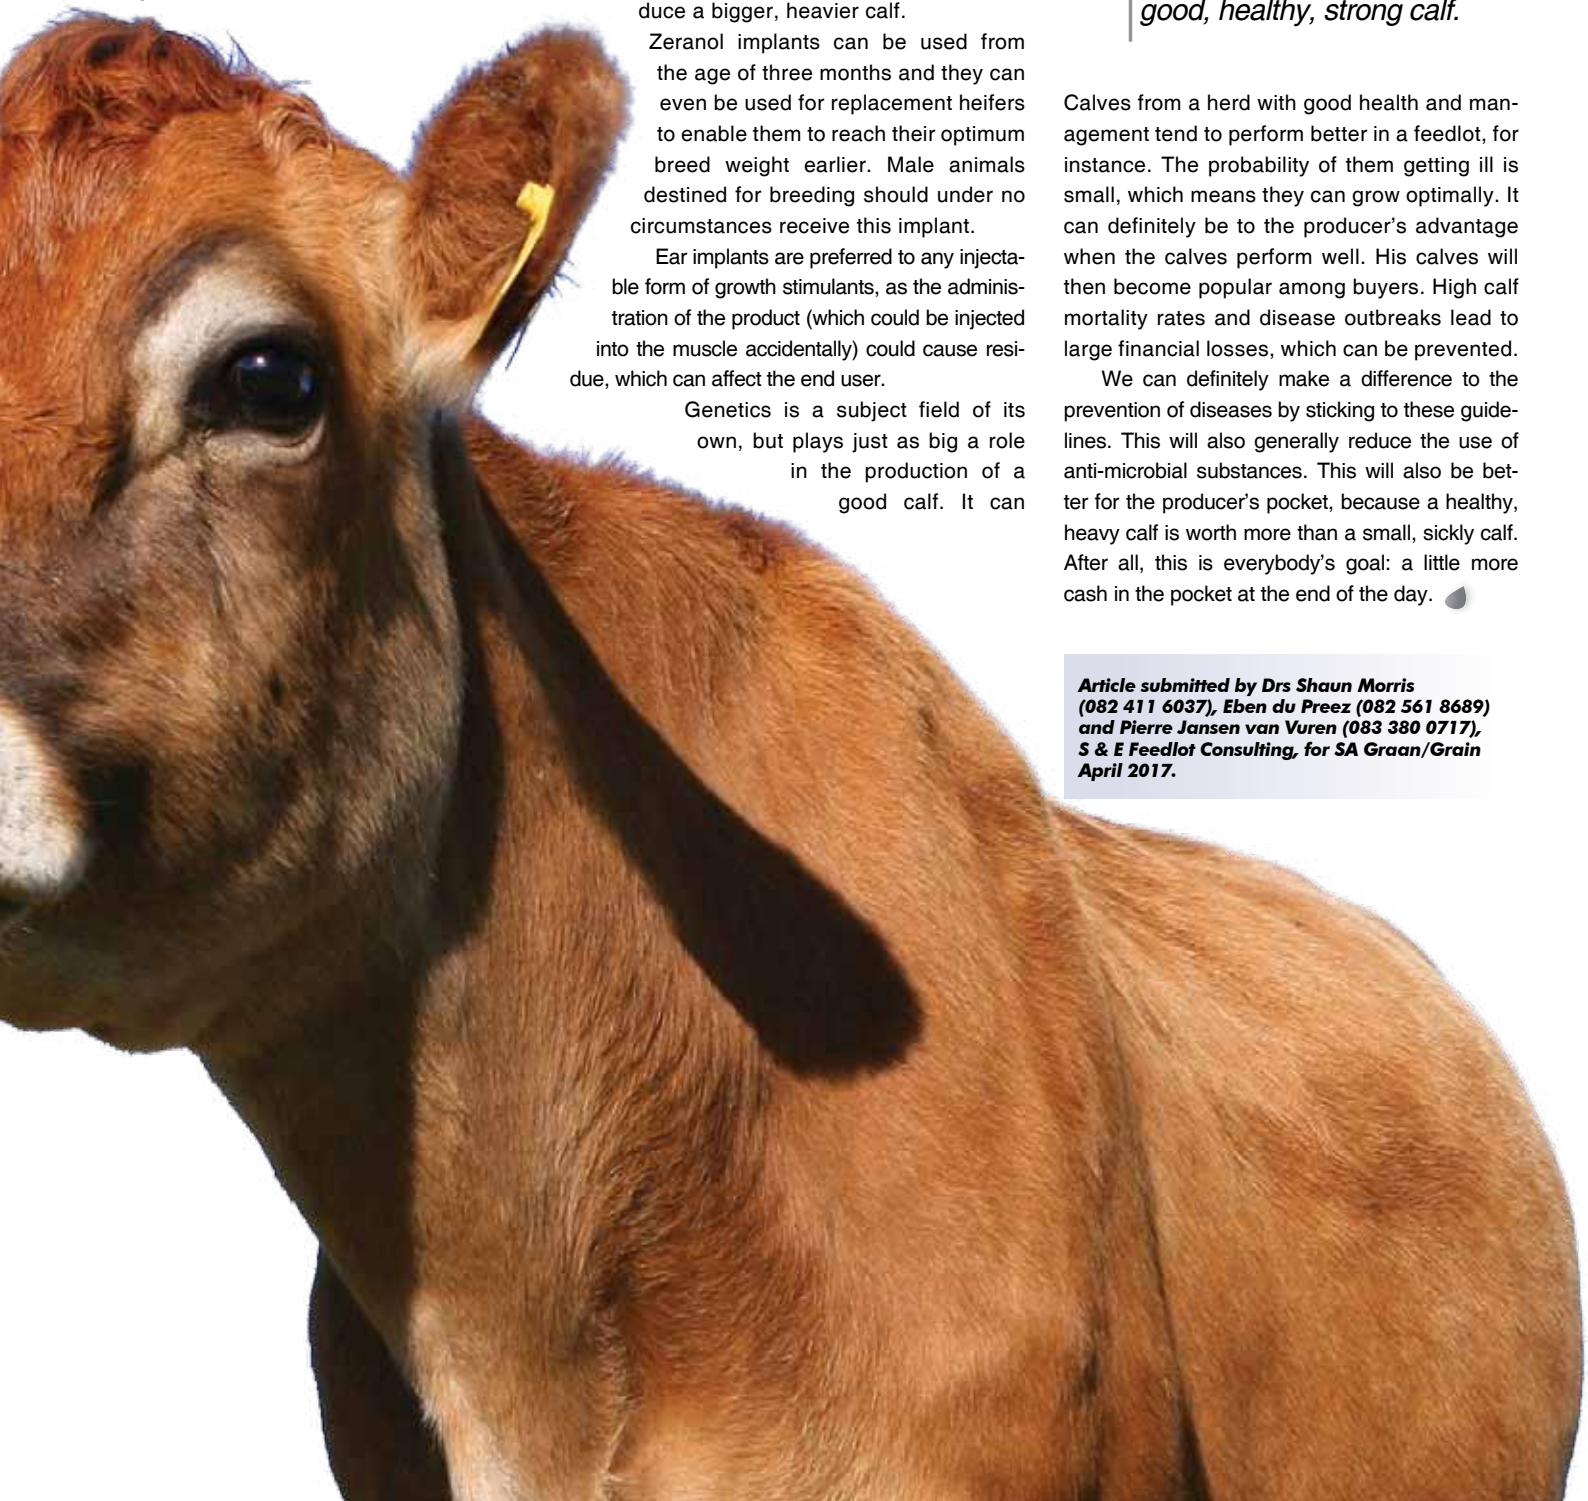 duce a bigger, heavier calf.
Zeranol implants can be used from
the age of three months and they can
even be used for replacement heifers
to enable them to reach their optimum
breed weight earlier. Male animals
destined for breeding should under no
circumstances receive this implant.
Ear implants are preferred to any injecta-
ble form of growth stimulants, as the adminis-
tration of the product (which could be injected
into the muscle accidentally) could cause resi-
due, which can affect the end user.
Genetics is a subject field of its
own, but plays just as big a role
in the production of a
good calf. It can
good, healthy, strong calf.
Calves from a herd with good health and man-
agement tend to perform better in a feedlot, for
instance. The probability of them getting ill is
small, which means they can grow optimally. It
can definitely be to the producer's advantage
when the calves perform well. His calves will
then become popular among buyers. High calf
mortality rates and disease outbreaks lead to
large financial losses, which can be prevented.
We can definitely make a difference to the
prevention of diseases by sticking to these guide-
lines. This will also generally reduce the use of
anti-microbial substances. This will also be bet-
ter for the producer's pocket, because a healthy,
heavy calf is worth more than a small, sickly calf.
After all, this is everybody's goal: a little more
cash in the pocket at the end of the day.
Article submitted by Drs Shaun Morris
(082 411 6037), Eben du Preez (082 561 8689)
and Pierre Jansen van Vuren (083 380 0717),
S & E Feedlot Consulting, for SA Graan/Grain
April 2017.